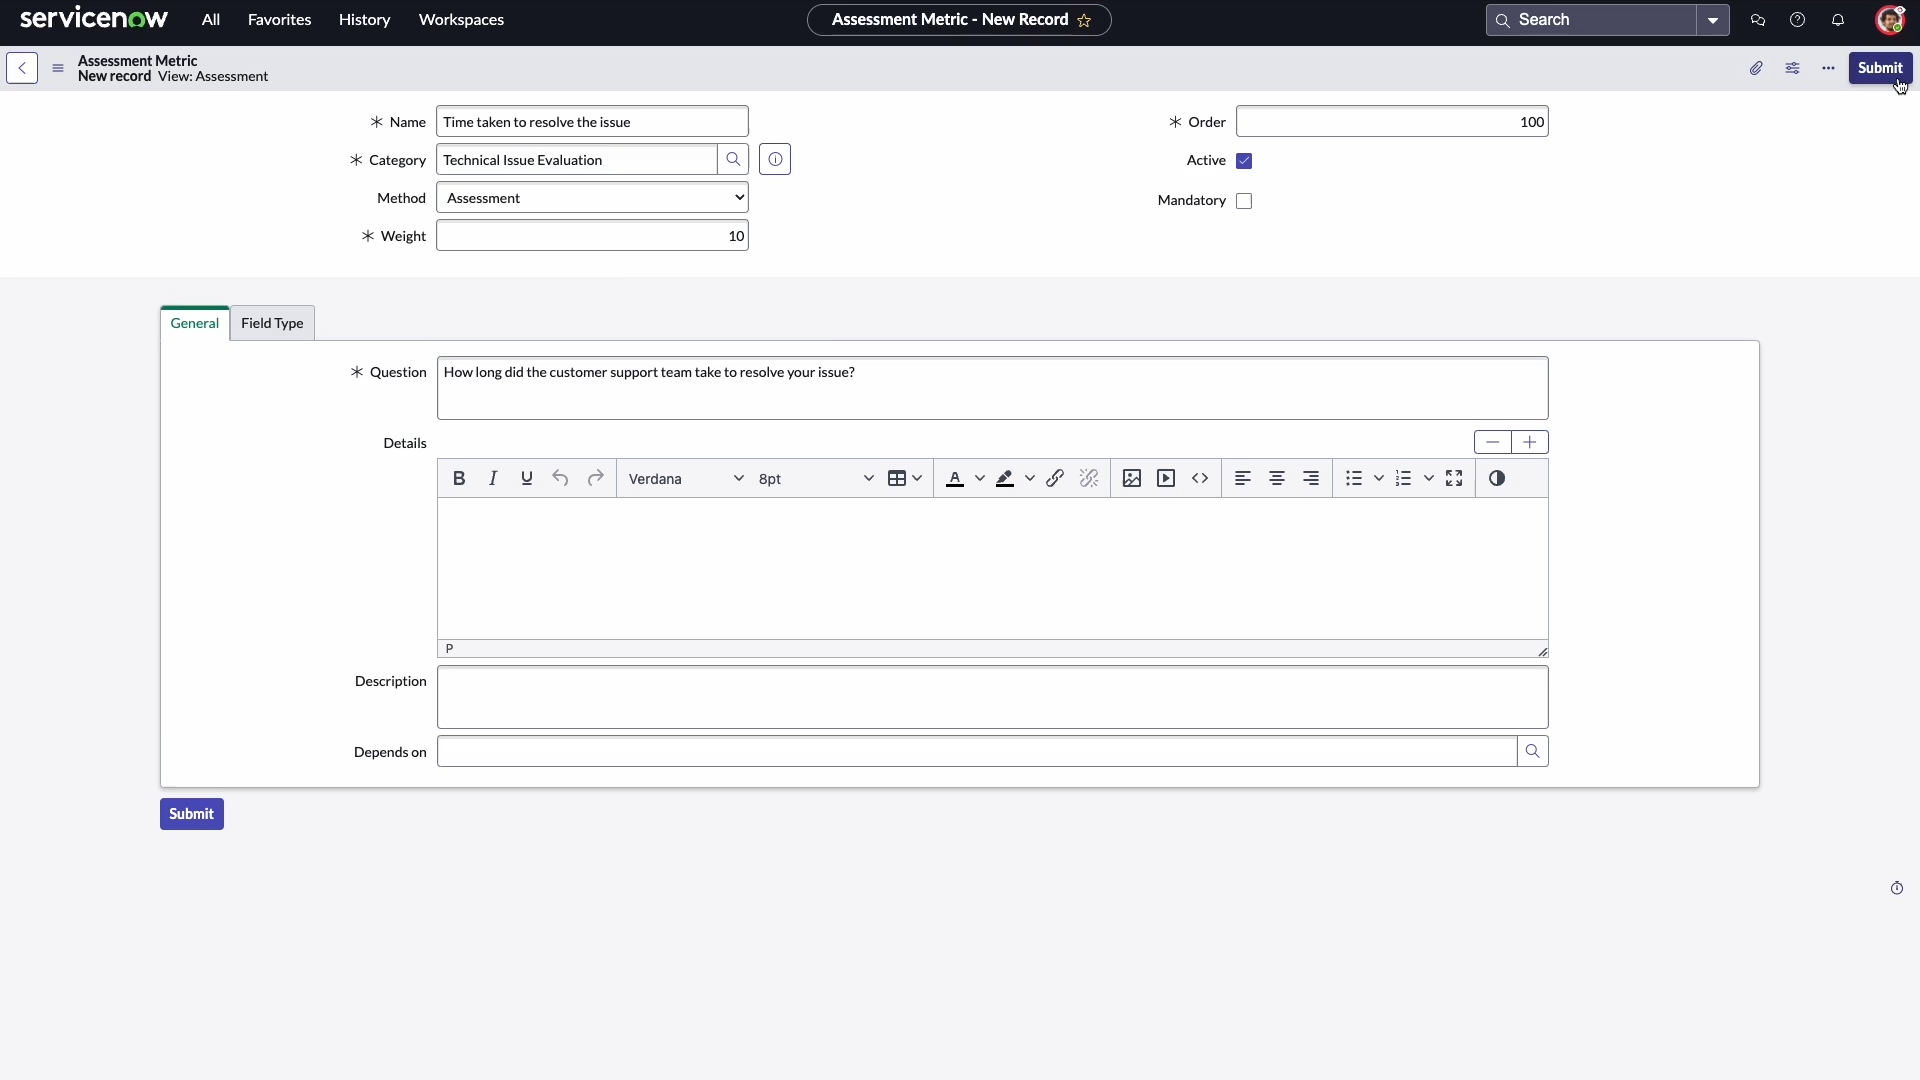 servicenow All Favorites History Workspaces Assessment Metric - New Record Search
Assessment Metric
New record View: Assessment
Submit
* Name Time taken to resolve the issue
* Order 100
* Category Technical Issue Evaluation
Active
Method Assessment
Mandatory
* Weight 10
General Field Type
* Question How long did the customer support team take to resolve your issue?
Details
B I U Verdana 8pt A
P
Description
Depends on
Submit